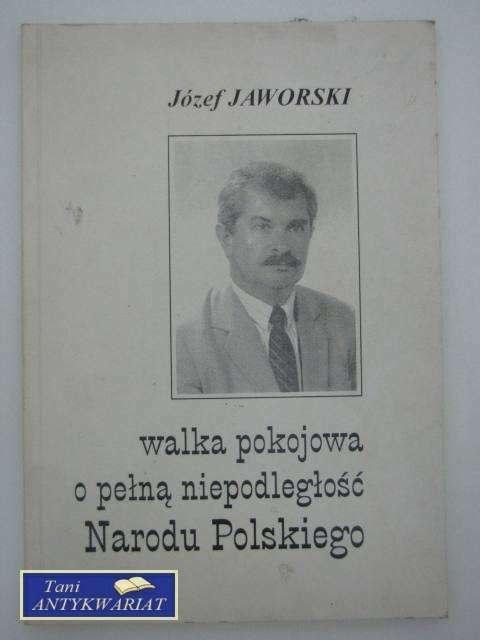 Józef JAWORSKI
walka pokojowa
o pełną niepodległość
Narodu Polskiego
Tani
ANTYKWARIAT